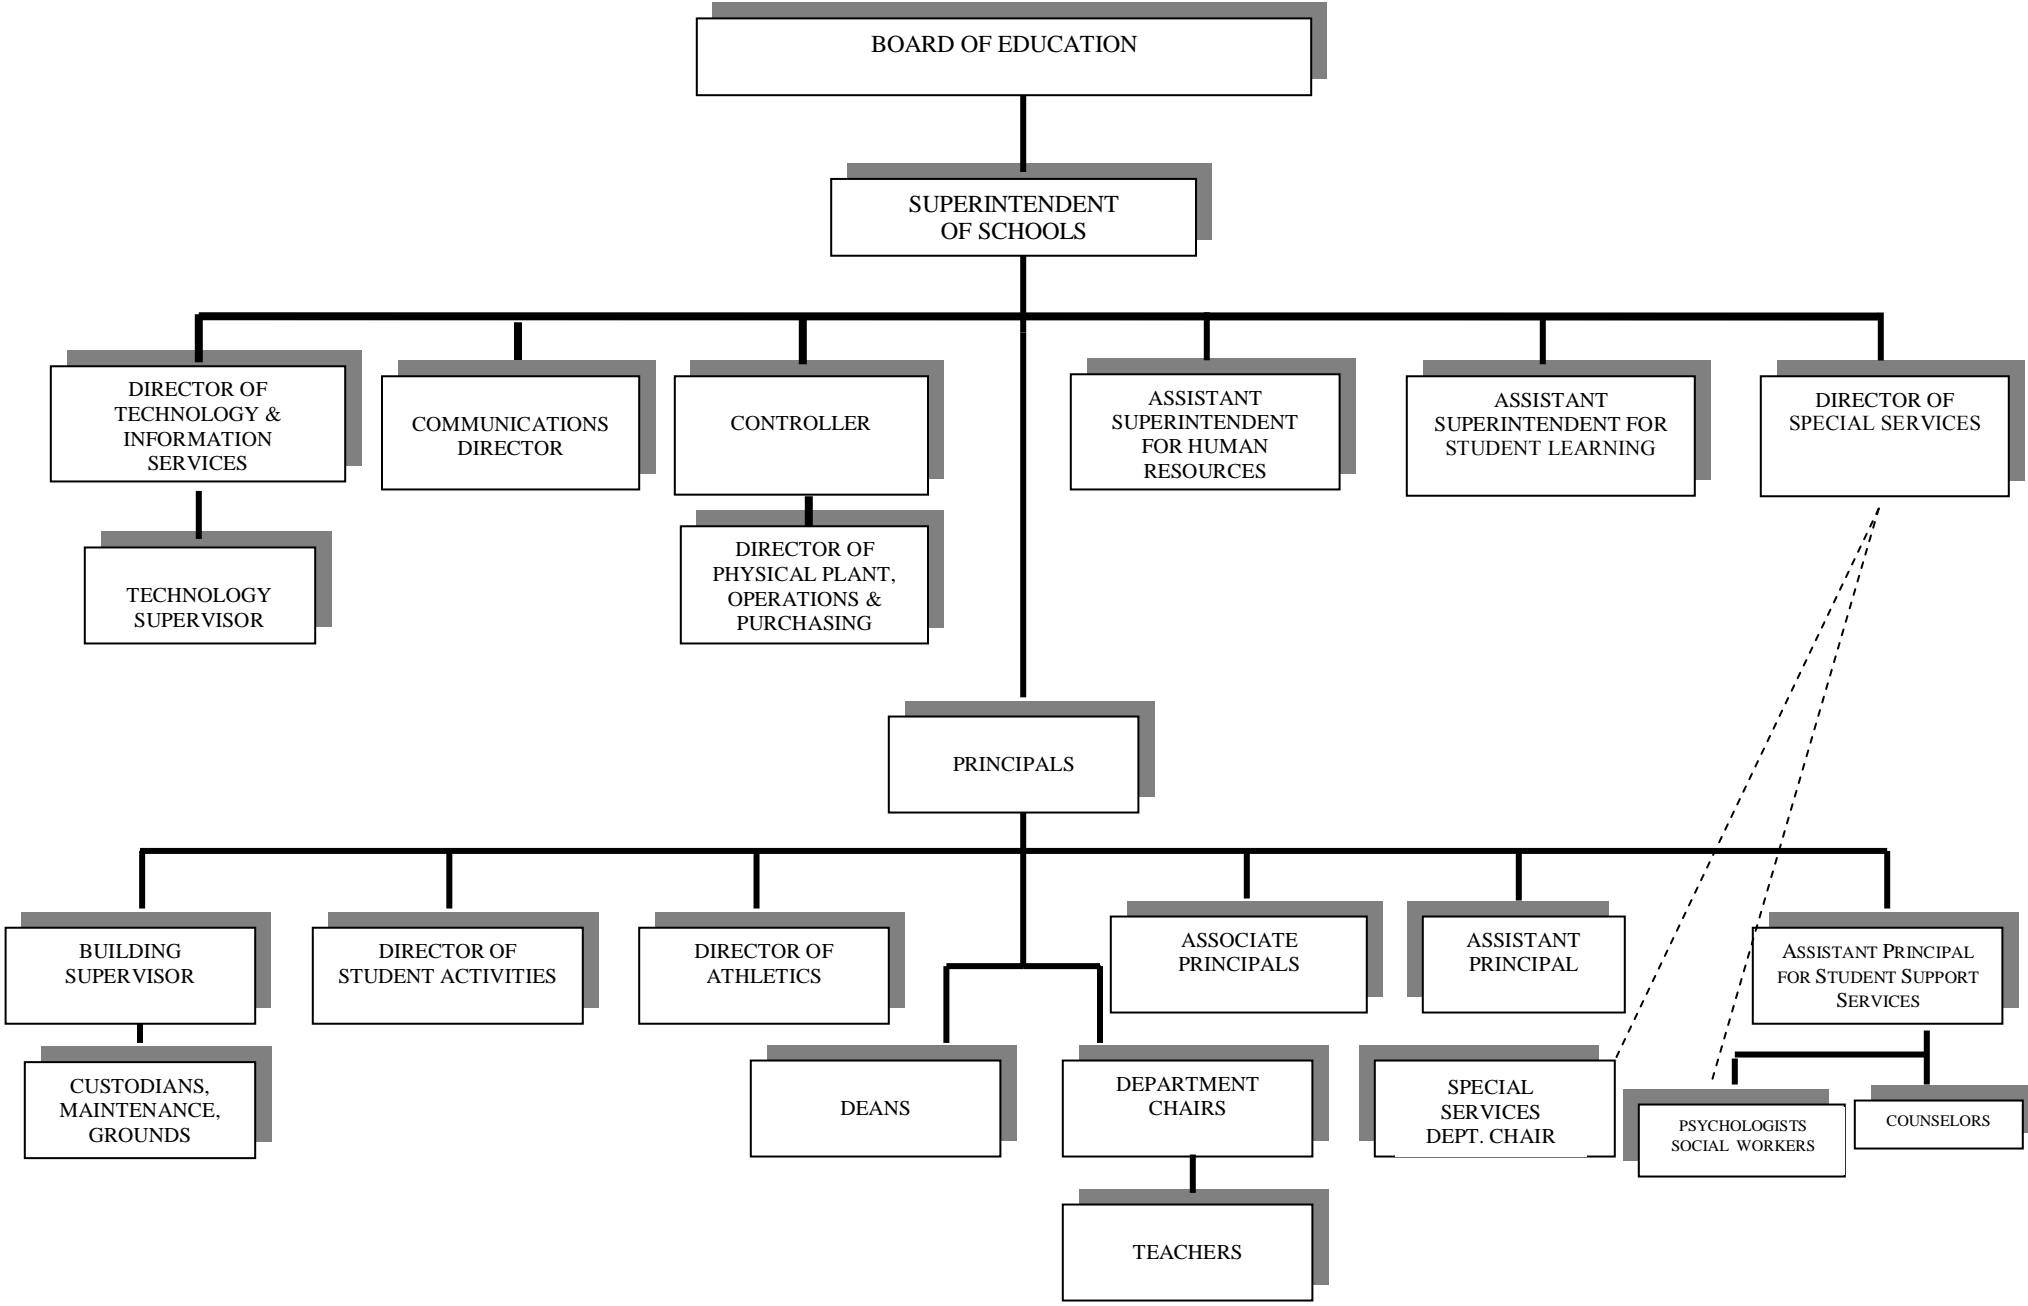 BOARD OF EDUCATION
SUPERINTENDENT
OF SCHOOLS
DIRECTOR OF
TECHNOLOGY &
INFORMATION
SERVICES
COMMUNICATIONS
DIRECTOR
CONTROLLER
ASSISTANT
SUPERINTENDENT
FOR HUMAN
RESOURCES
ASSISTANT
SUPERINTENDENT FOR
STUDENT LEARNING
DIRECTOR OF
SPECIAL SERVICES
TECHNOLOGY
SUPERVISOR
DIRECTOR OF
PHYSICAL PLANT,
OPERATIONS &
PURCHASING
PRINCIPALS
BUILDING
SUPERVISOR
DIRECTOR OF
STUDENT ACTIVITIES
DIRECTOR OF
ATHLETICS
ASSOCIATE
PRINCIPALS
ASSISTANT
PRINCIPAL
ASSISTANT PRINCIPAL
FOR STUDENT SUPPORT
SERVICES
CUSTODIANS,
MAINTENANCE,
GROUNDS
DEANS
DEPARTMENT
CHAIRS
SPECIAL
SERVICES
DEPT. CHAIR
PSYCHOLOGISTS
SOCIAL WORKERS
COUNSELORS
TEACHERS